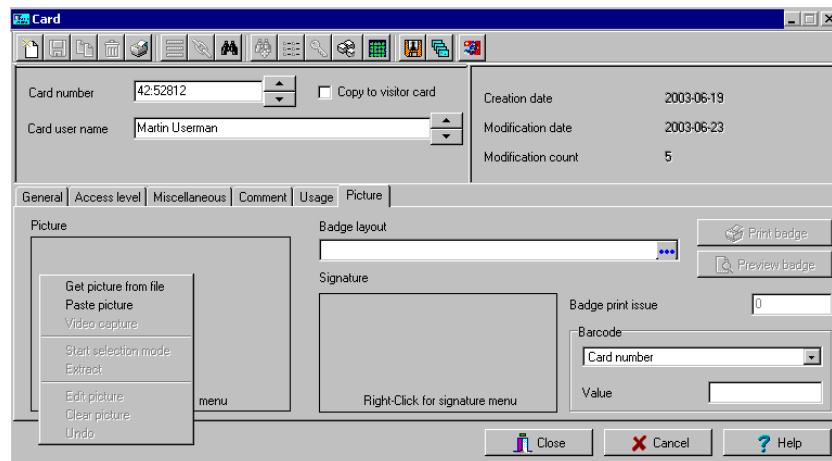 Card
Card number 42:52812 Copy to visitor card
Card user name Martin Userman
Creation date 2003-06-19
Modification date 2003-06-23
Modification count 5
General Access level Miscellaneous Comment Usage Picture
Picture
Get picture from file
Paste picture
Video capture
Start selection mode
Extract
Edit picture
Clear picture
Undo
menu
Badge layout
...
Signature
Right-Click for signature menu
Print badge
Preview badge
Badge print issue 0
Barcode
Card number
Value
Close Cancel Help